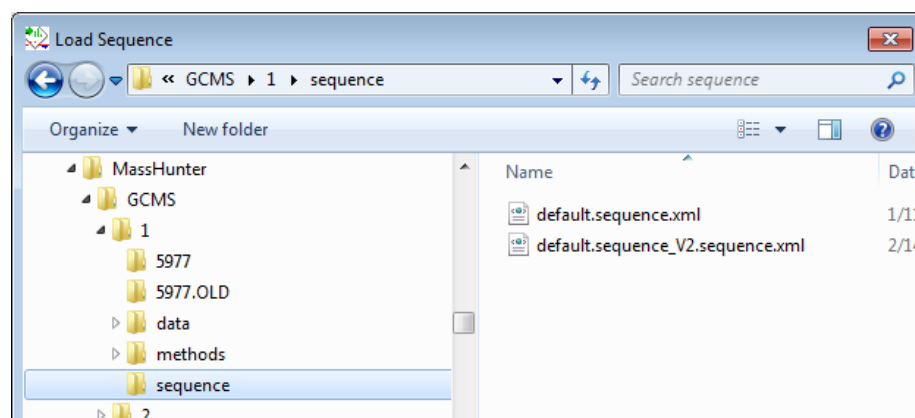 Load Sequence
« GCMS 1 sequence
Search sequence
Organize New folder
MassHunter
GCMS
1
5977
5977.OLD
data
methods
sequence
2
Name Dat
default.sequence.xml 1/1
default.sequence_V2.sequence.xml 2/14